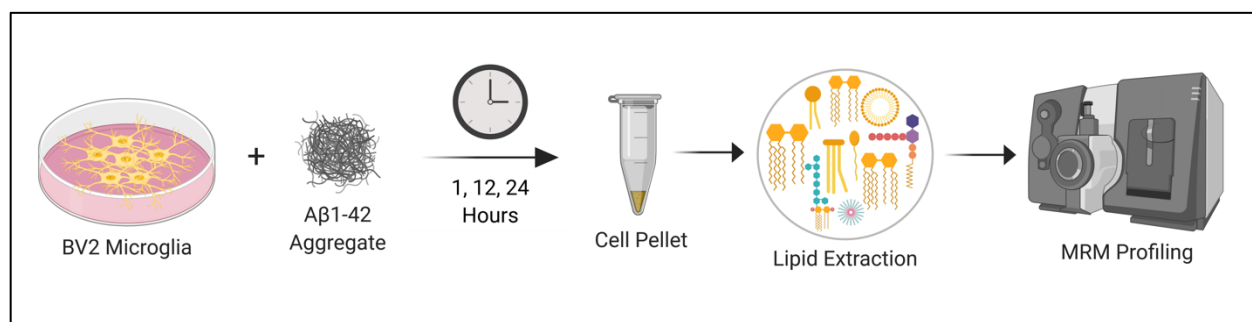 BV2 Microglia
+
Aβ1-42
Aggregate
1, 12, 24
Hours
Cell Pellet
Lipid Extraction
MRM Profiling